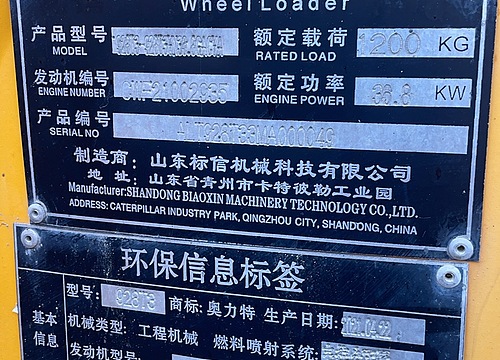 Wheel Loader
产品型号 MODEL 额定载荷 RATED LOAD 1200 KG
发动机编号 ENGINE NUMBER 额定功率 ENGINE POWER 36.8 KW
产品编号 SERIAL NO
制造商：山东标信机械科技有限公司
地 址：山东省青州市卡特彼勒工业园
Manufacturer:SHANDONG BIAOXIN MACHINERY TECHNOLOGY CO.,LTD.
ADDRESS: CATERPILLAR INDUSTRY PARK, QINGZHOU CITY, SHANDONG, CHINA
环保信息标签
基本信息
型号： 928T3 商标：奥力特 生产日期：2021.04.22
机械类型： 工程机械 燃料喷射系统：
发动机型号